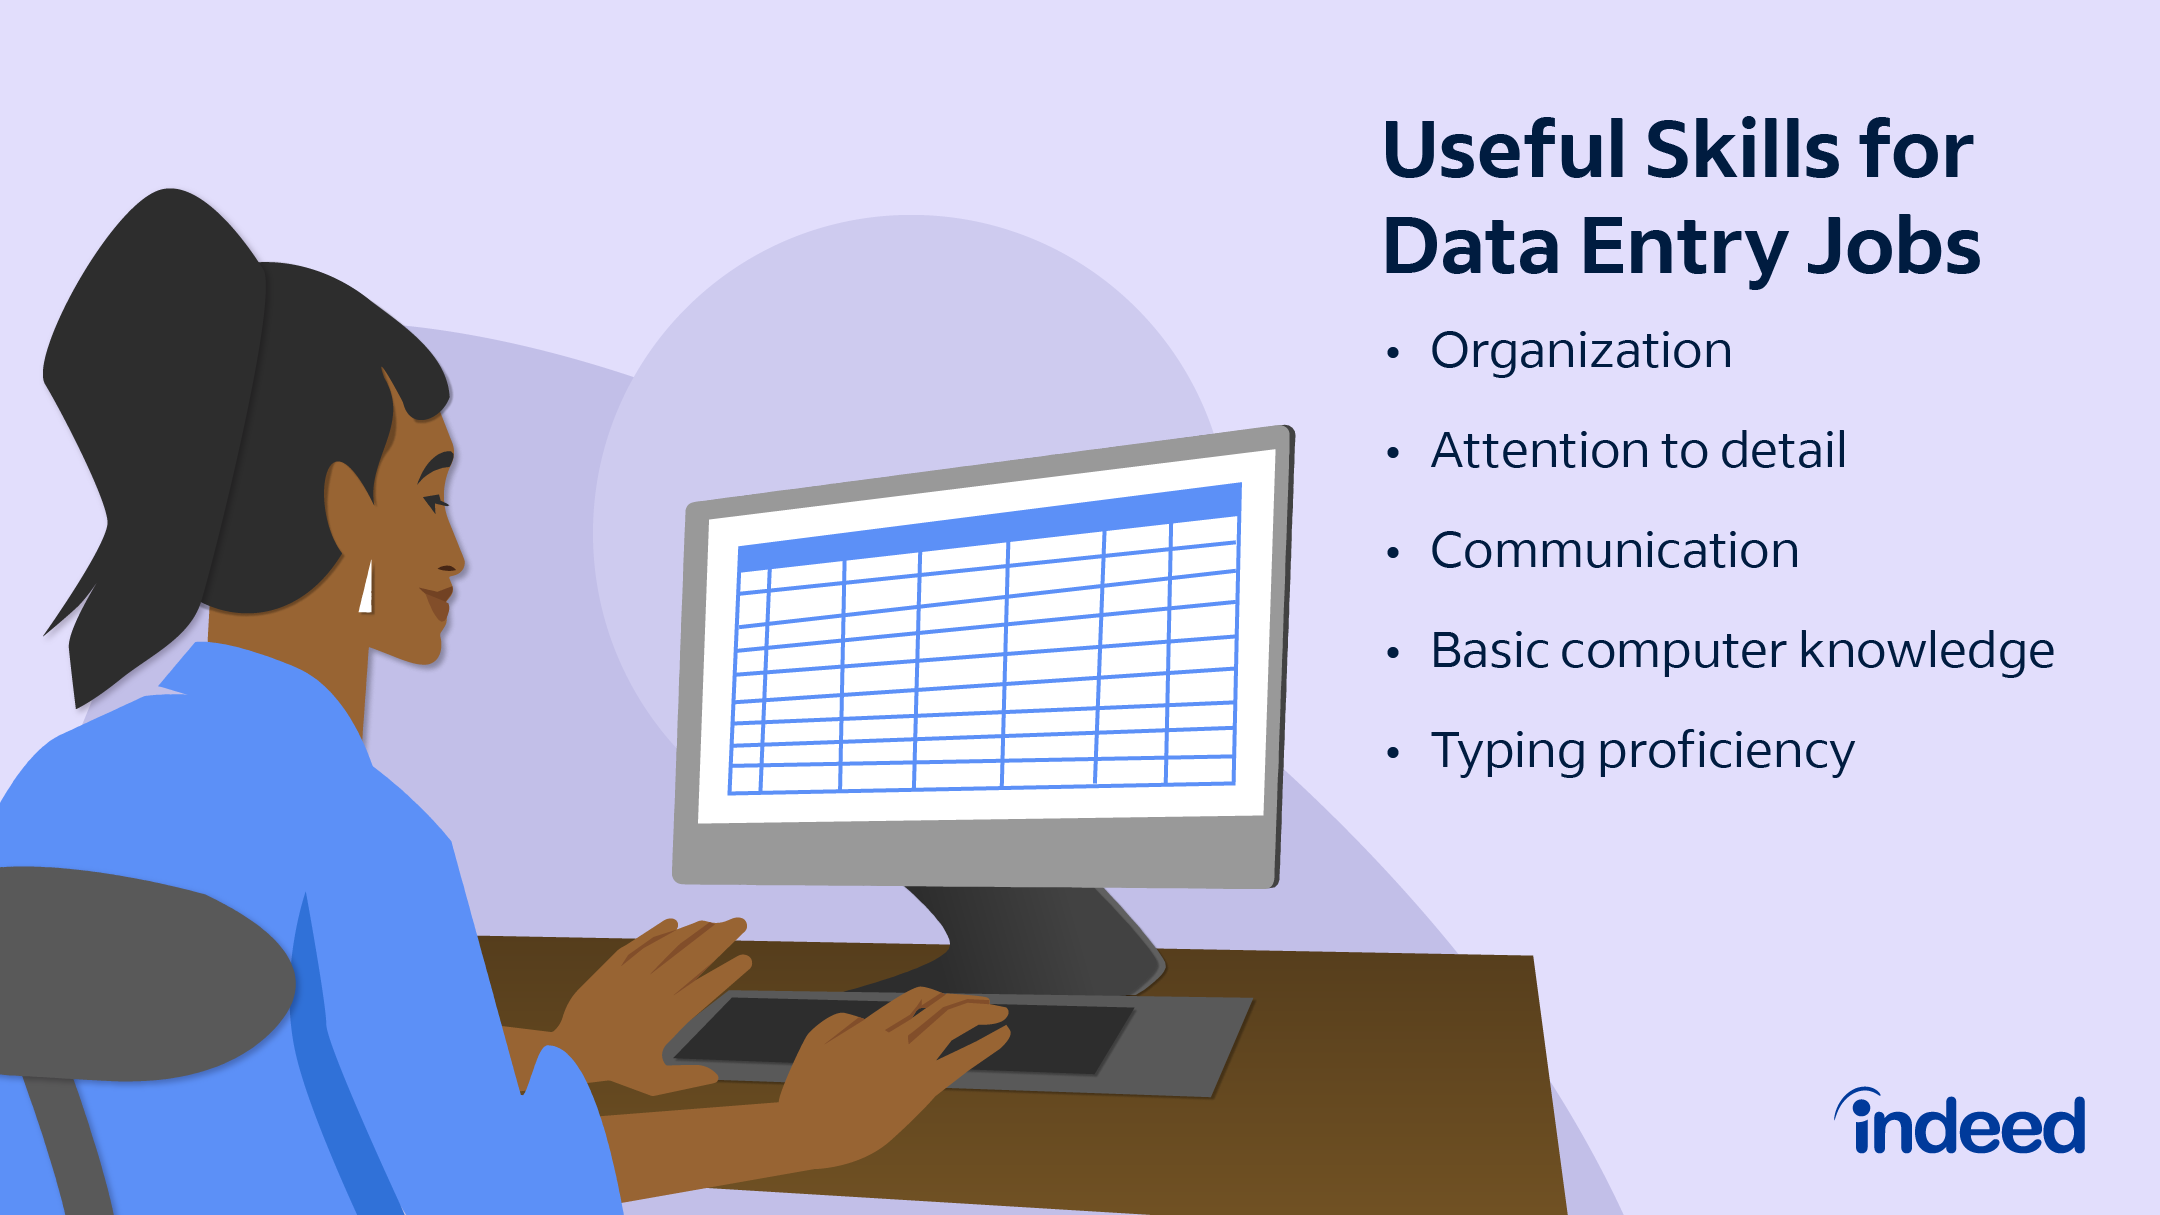 Useful Skills for
Data Entry Jobs
• Organization
• Attention to detail
• Communication
• Basic computer knowledge
• Typing proficiency
indeed